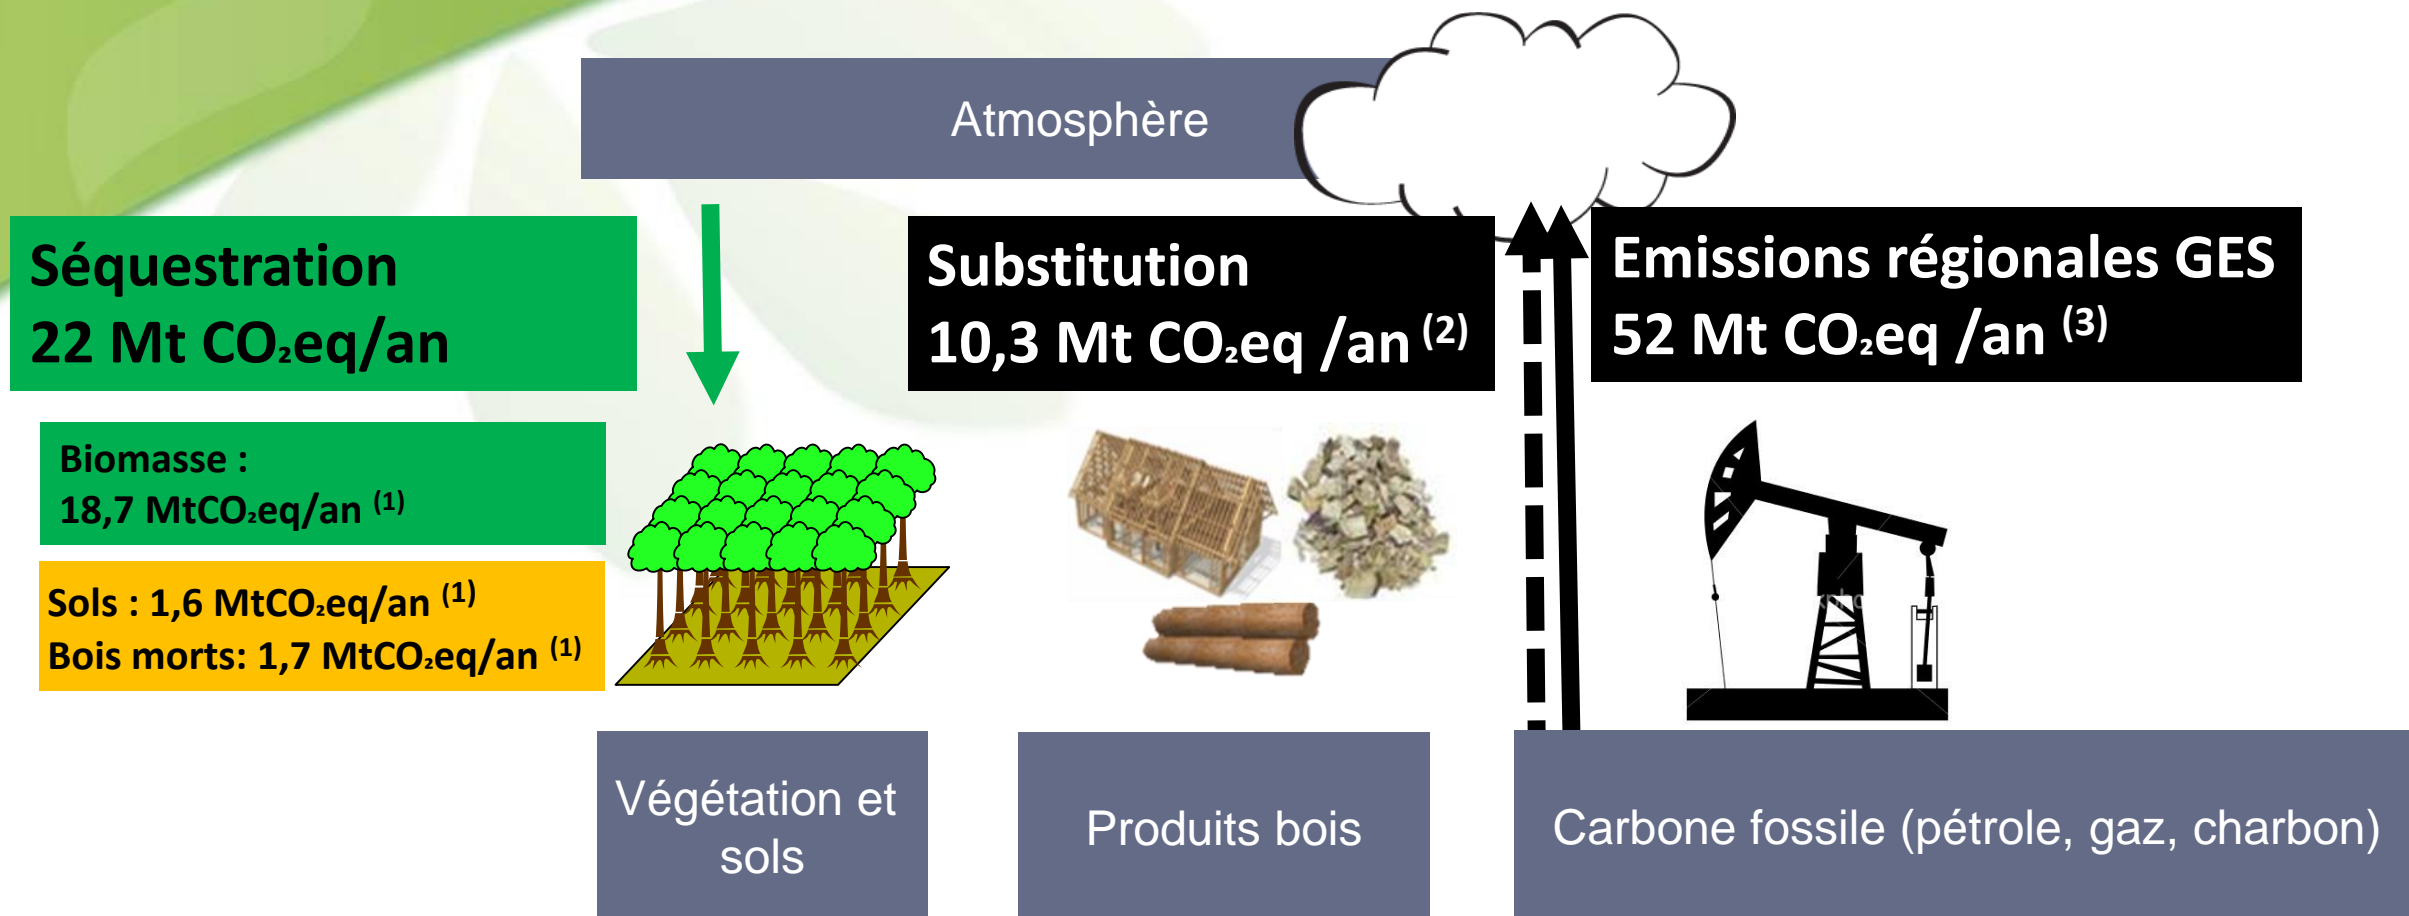 Atmosphère
Séquestration
22 Mt CO₂eq/an
Substitution
10,3 Mt CO₂eq /an (2)
Emissions régionales GES
52 Mt CO₂eq /an (3)
Biomasse :
18,7 MtCO₂eq/an (1)
Sols : 1,6 MtCO₂eq/an (1)
Bois morts: 1,7 MtCO₂eq/an (1)
Végétation et
sols
Produits bois
Carbone fossile (pétrole, gaz, charbon)